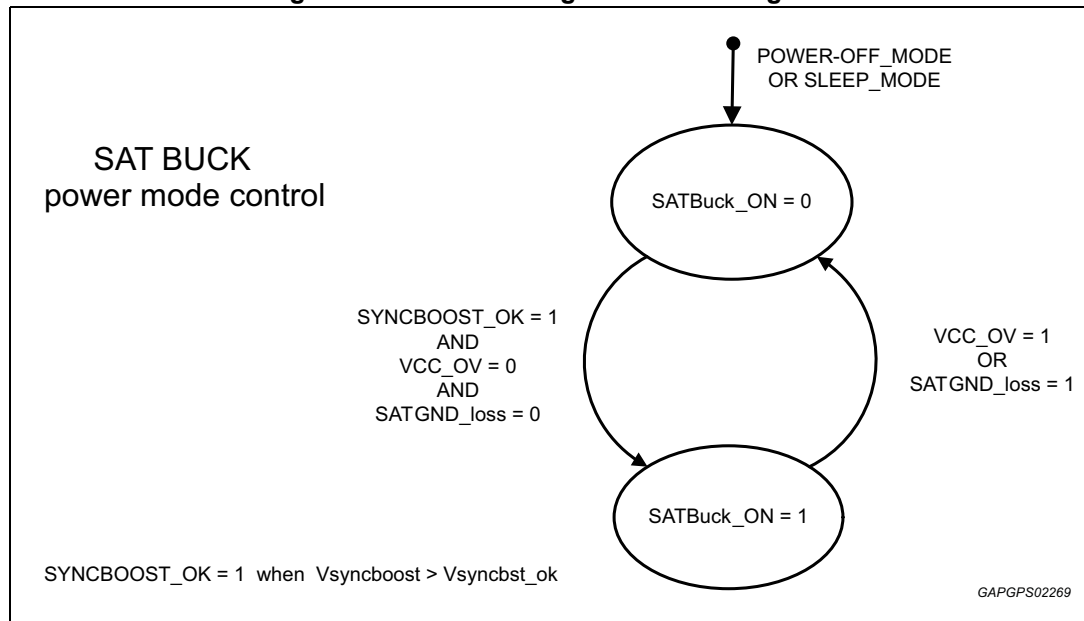 POWER-OFF_MODE
OR SLEEP_MODE
SAT BUCK
power mode control
SATBuck_ON = 0
SYNCBOOST_OK = 1
AND
VCC_OV = 0
AND
SATGND_loss = 0
VCC_OV = 1
OR
SATGND_loss = 1
SATBuck_ON = 1
SYNCBOOST_OK = 1 when Vsyncboost > Vsyncbst_ok
GAPGPS02269